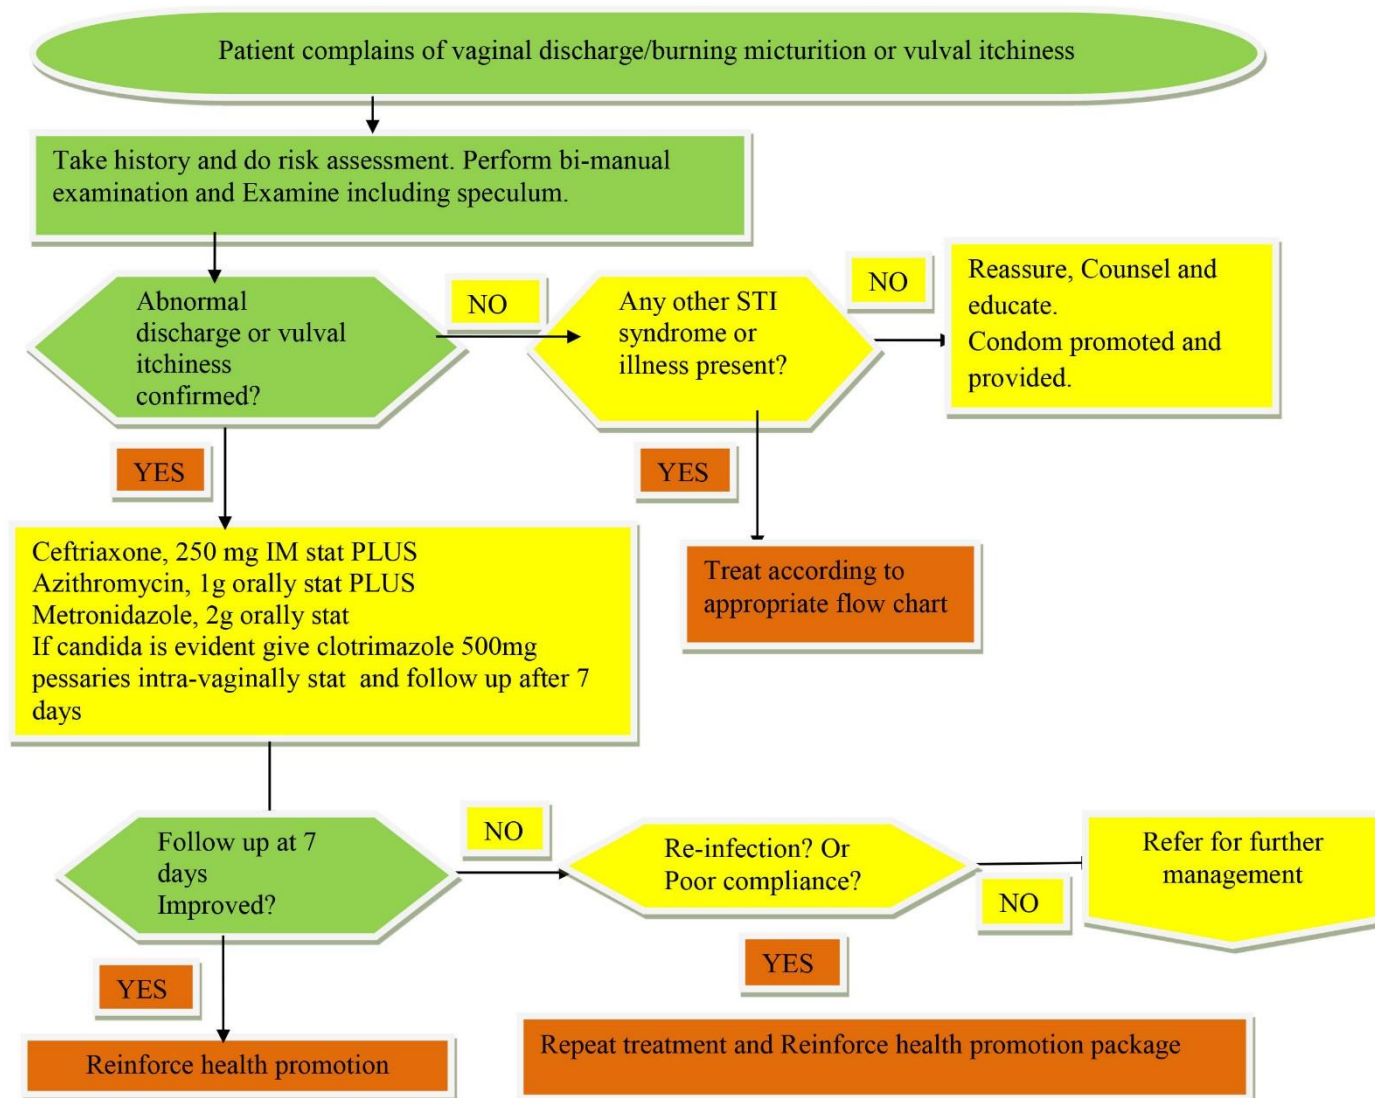 Patient complains of vaginal discharge/burning micturition or vulval itchiness
Take history and do risk assessment. Perform bi-manual
examination and Examine including speculum.
Abnormal
discharge or vulval
itchiness
confirmed?
NO
Any other STI
syndrome or
illness present?
NO
Reassure, Counsel and
educate.
Condom promoted and
provided.
YES
YES
Ceftriaxone, 250 mg IM stat PLUS
Azithromycin, 1g orally stat PLUS
Metronidazole, 2g orally stat
If candida is evident give clotrimazole 500mg
pessaries intra-vaginally stat and follow up after 7
days
Treat according to
appropriate flow chart
Follow up at 7
days
Improved?
NO
Re-infection? Or
Poor compliance?
NO
Refer for further
management
YES
YES
Reinforce health promotion
Repeat treatment and Reinforce health promotion package